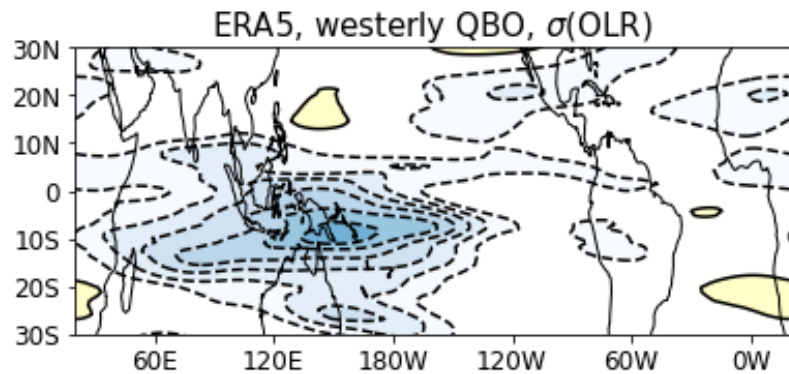 ERA5, westerly QBO, σ(OLR)
30N
20N
10N
0
10S
20S
30S
60E 120E 180W 120W 60W 0W